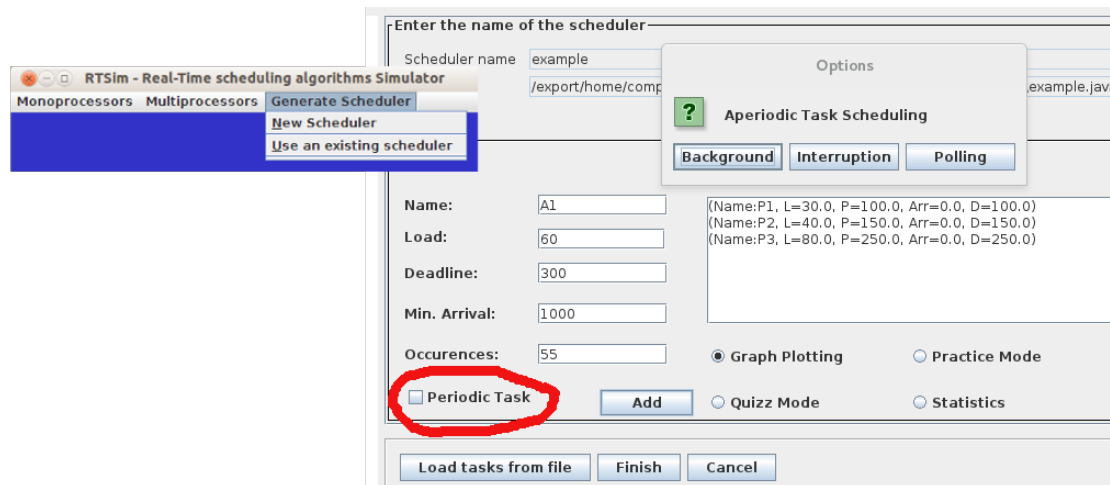 RTSim - Real-Time scheduling algorithms Simulator
Monoprocessors Multiprocessors Generate Scheduler
New Scheduler
Use an existing scheduler
Enter the name of the scheduler
Scheduler name example
/export/home/comp
.example.java
Options
? Aperiodic Task Scheduling
Background Interruption Polling
Name: A1
Load: 60
Deadline: 300
Min. Arrival: 1000
Occurences: 55
(Name:P1, L=30.0, P=100.0, Arr=0.0, D=100.0)
(Name:P2, L=40.0, P=150.0, Arr=0.0, D=150.0)
(Name:P3, L=80.0, P=250.0, Arr=0.0, D=250.0)
Graph Plotting Practice Mode
Periodic Task Add Quizz Mode Statistics
Load tasks from file Finish Cancel